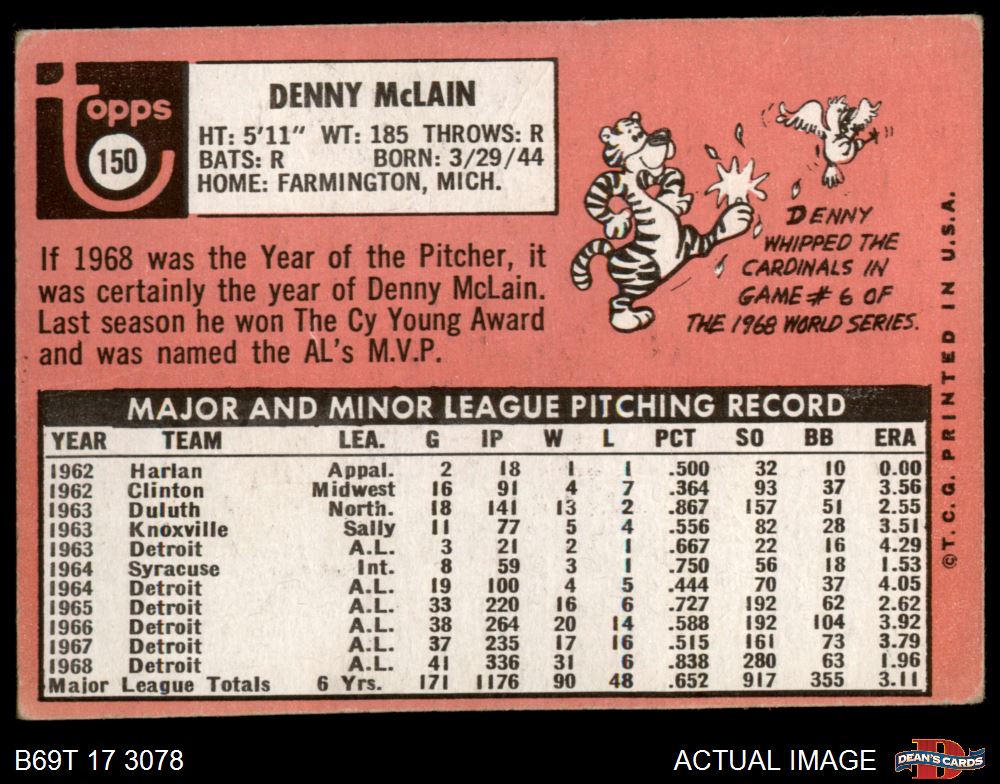 topps
150
DENNY McLAIN
HT: 5'11" WT: 185 THROWS: R
BATS: R BORN: 3/29/44
HOME: FARMINGTON, MICH.
If 1968 was the Year of the Pitcher, it
was certainly the year of Denny McLain.
Last season he won The Cy Young Award
and was named the AL's M.V.P.
DENNY
WHIPPED THE
CARDINALS IN
GAME # 6 OF
THE 1968 WORLD SERIES.
MAJOR AND MINOR LEAGUE PITCHING RECORD
YEAR TEAM LEA. G IP W L PCT SO BB ERA
1962 Harlan Appal. 2 18 1 1 .500 32 10 0.00
1962 Clinton Midwest 16 91 4 7 .364 93 37 3.56
1963 Duluth North. 18 141 13 2 .867 157 51 2.55
1963 Knoxville Sally 11 77 5 4 .556 82 28 3.51
1963 Detroit A.L. 3 21 2 1 .667 22 16 4.29
1964 Syracuse Int. 8 59 3 1 .750 56 18 1.53
1964 Detroit A.L. 19 100 4 5 .444 70 37 4.05
1965 Detroit A.L. 33 220 16 6 .727 192 62 2.62
1966 Detroit A.L. 38 264 20 14 .588 192 104 3.92
1967 Detroit A.L. 37 235 17 16 .515 161 73 3.79
1968 Detroit A.L. 41 336 31 6 .838 280 63 1.96
Major League Totals 6 Yrs. 171 1176 90 48 .652 917 355 3.11
©T.C.G. PRINTED IN U.S.A.
B69T 17 3078
ACTUAL IMAGE
D
DEAN'S CARDS